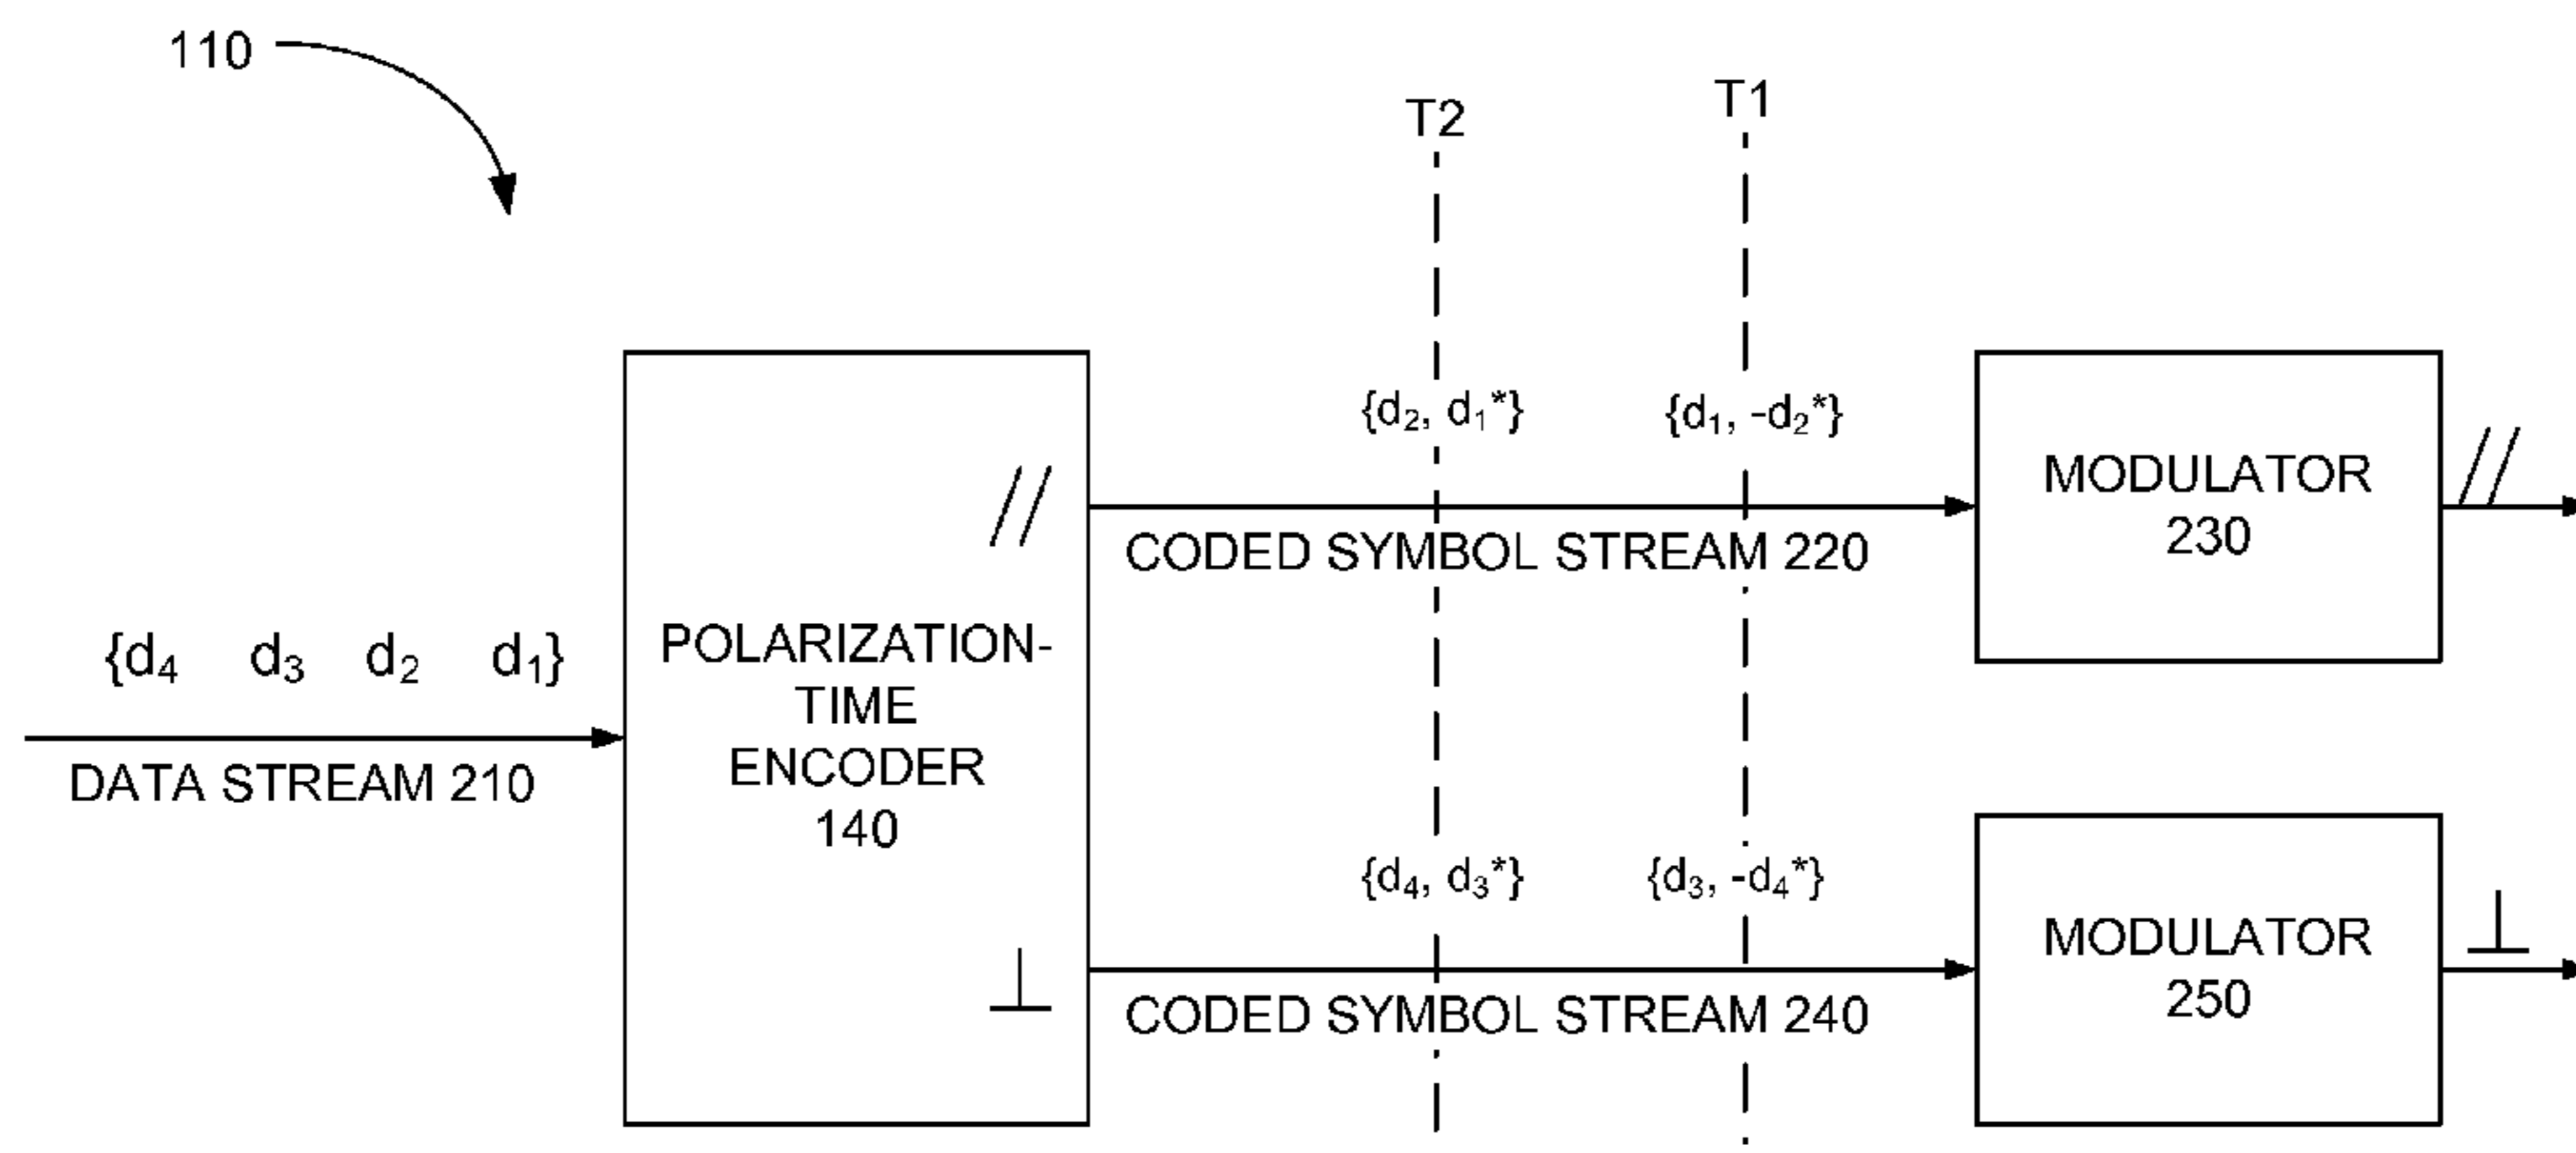 110
T2
T1
{d₂, d₁*}
{d₁, -d₂*}
//
MODULATOR
230
//
CODED SYMBOL STREAM 220
{d₄ d₃ d₂ d₁}
DATA STREAM 210
POLARIZATION-
TIME
ENCODER
140
{d₄, d₃*}
{d₃, -d₄*}
⊥
MODULATOR
250
⊥
CODED SYMBOL STREAM 240